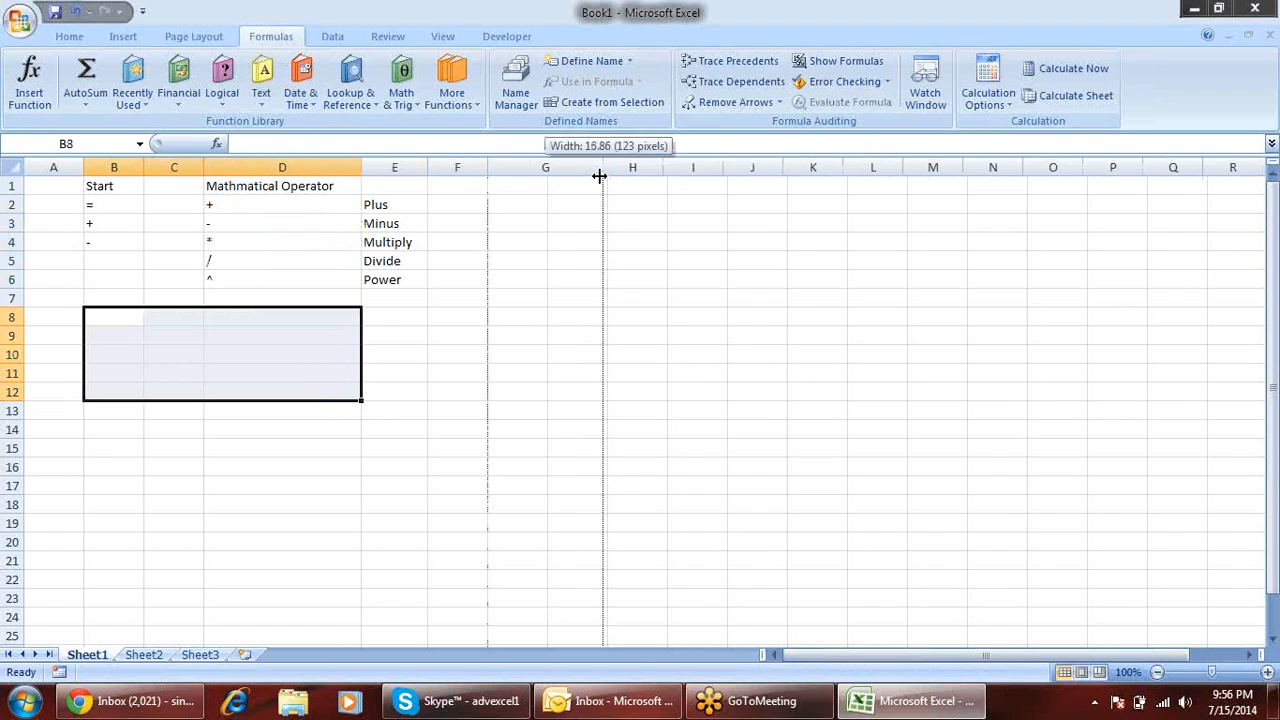 Book1 - Microsoft Excel
Home Insert Page Layout Formulas Data Review View Developer
fx Σ A θ
Insert Function
AutoSum
Recently Used
Financial
Logical
Text
Date & Time
Lookup & Reference
Math & Trig
More Functions
Name Manager
Define Name
Use in Formula
Create from Selection
Trace Precedents
Trace Dependents
Remove Arrows
Show Formulas
Error Checking
Evaluate Formula
Watch Window
Calculation Options
Calculate Now
Calculate Sheet
Function Library Defined Names Formula Auditing Calculation
B8 fx
Width: 15.86 (123 pixels)
A B C D E F G H I J K L M N O P Q R
1 Start Mathmatical Operator
2 = + Plus
3 + - Minus
4 - * Multiply
5 / Divide
6 ^ Power
7
8
9
10
11
12
13
14
15
16
17
18
19
20
21
22
23
24
25
Sheet1 Sheet2 Sheet3
Ready 100%
Inbox (2,021) - sin... Skype™ - advexcel1 Inbox - Microsoft ... GoToMeeting Microsoft Excel - ... 9:56 PM
7/15/2014